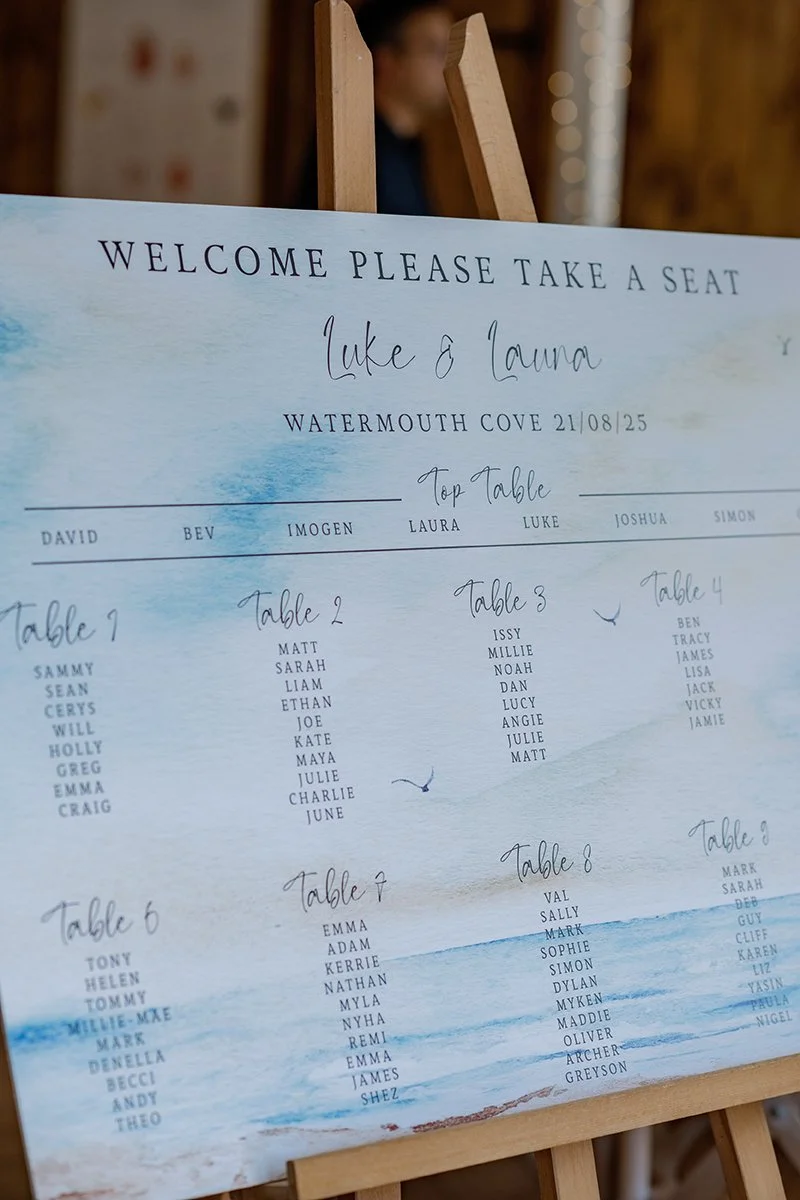 WELCOME PLEASE TAKE A SEAT
Luke & Laura
WATERMOUTH COVE 21|08|25
Top Table
DAVID BEV IMOGEN LAURA LUKE JOSHUA SIMON
Table 1
SAMMY
SEAN
CERYS
WILL
HOLLY
GREG
EMMA
CRAIG
Table 2
MATT
SARAH
LIAM
ETHAN
JOE
KATE
MAYA
JULIE
CHARLIE
JUNE
Table 3
ISSY
MILLIE
NOAH
DAN
LUCY
ANGIE
JULIE
MATT
Table 4
BEN
TRACY
JAMES
LISA
JACK
VICKY
JAMIE
Table 6
TONY
HELEN
TOMMY
MILLIE-MAE
MARK
DENELLA
BECCI
ANDY
THEO
Table 7
EMMA
ADAM
KERRIE
NATHAN
MYLA
NYHA
REMI
EMMA
JAMES
SHEZ
Table 8
VAL
SALLY
MARK
SOPHIE
SIMON
DYLAN
MYKEN
MADDIE
OLIVER
ARCHER
GREYSON
Table 9
MARK
SARAH
DEB
GUY
CLIFF
KAREN
LIZ
YASIN
PAULA
NIGEL